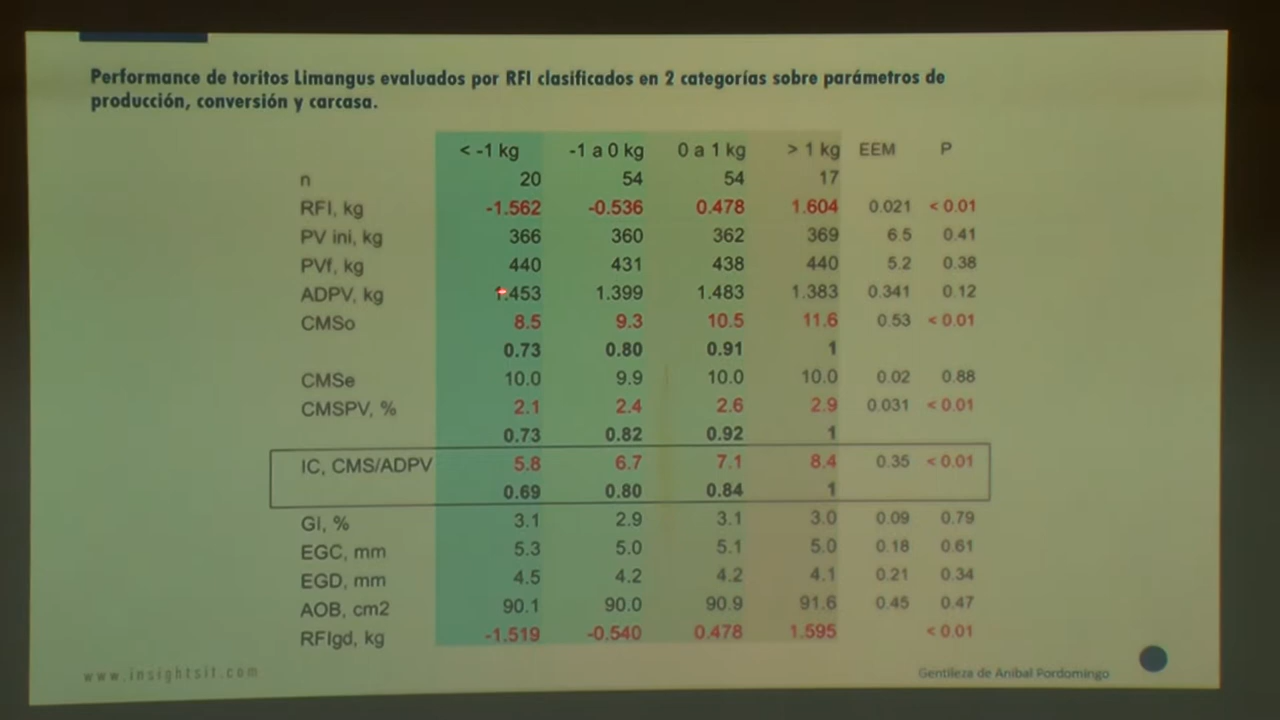 Performance de toritos Limangus evaluados por RFI clasificados en 2 categorías sobre parámetros de
producción, conversión y carcasa.
< -1 kg -1 a 0 kg 0 a 1 kg > 1 kg EEM P
n 20 54 54 17
RFI, kg -1.562 -0.536 0.478 1.604 0.021 < 0.01
PV ini, kg 366 360 362 369 6.5 0.41
PVf, kg 440 431 438 440 5.2 0.38
ADPV, kg 1.453 1.399 1.483 1.383 0.341 0.12
CMSo 8.5 9.3 10.5 11.6 0.53 < 0.01
0.73 0.80 0.91 1
CMSe 10.0 9.9 10.0 10.0 0.02 0.88
CMSPV, % 2.1 2.4 2.6 2.9 0.031 < 0.01
0.73 0.82 0.92 1
IC, CMS/ADPV 5.8 6.7 7.1 8.4 0.35 < 0.01
0.69 0.80 0.84 1
GI, % 3.1 2.9 3.1 3.0 0.09 0.79
EGC, mm 5.3 5.0 5.1 5.0 0.18 0.61
EGD, mm 4.5 4.2 4.2 4.1 0.21 0.34
AOB, cm2 90.1 90.0 90.9 91.6 0.45 0.47
RFIgd, kg -1.519 -0.540 0.478 1.595 < 0.01
www.insightsit.com
Gentileza de Aníbal Pordomingo